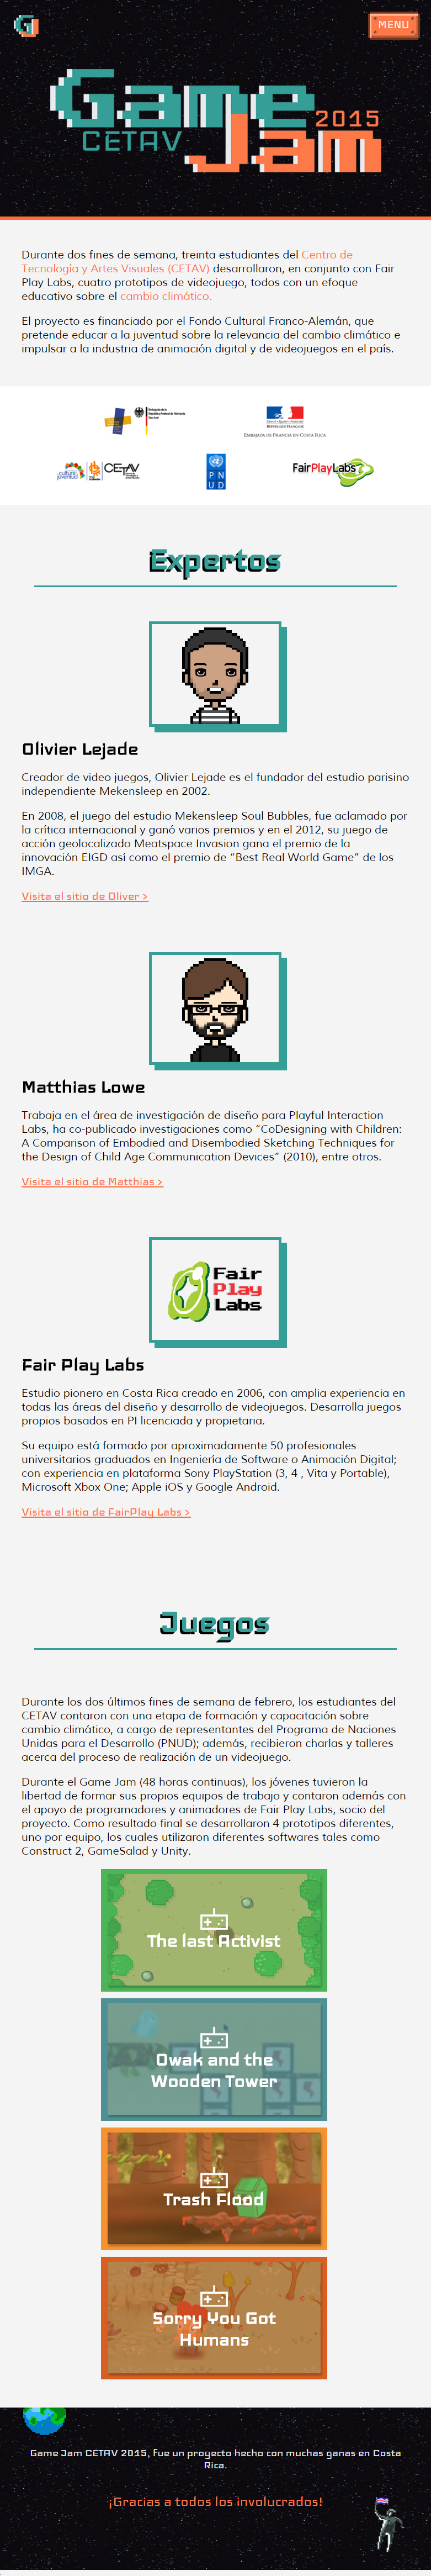 G
MENU
Game
CETAV
2015
Jam
Durante dos fines de semana, treinta estudiantes del Centro de
Tecnología y Artes Visuales (CETAV) desarrollaron, en conjunto con Fair
Play Labs, cuatro prototipos de videojuego, todos con un efoque
educativo sobre el cambio climático.
El proyecto es financiado por el Fondo Cultural Franco-Alemán, que
pretende educar a la juventud sobre la relevancia del cambio climático e
impulsar a la industria de animación digital y de videojuegos en el país.
EMBAJADA DE FRANCIA EN COSTA RICA
CETAV
P N
U D
FairPlayLabs
Expertos
Olivier Lejade
Creador de video juegos, Olivier Lejade es el fundador del estudio parisino
independiente Mekensleep en 2002.
En 2008, el juego del estudio Mekensleep Soul Bubbles, fue aclamado por
la crítica internacional y ganó varios premios y en el 2012, su juego de
acción geolocalizado Meatspace Invasion gana el premio de la
innovación EIGD así como el premio de “Best Real World Game” de los
IMGA.
Visita el sitio de Oliver >
Matthias Lowe
Trabaja en el área de investigación de diseño para Playful Interaction
Labs, ha co-publicado investigaciones como “CoDesigning with Children:
A Comparison of Embodied and Disembodied Sketching Techniques for
the Design of Child Age Communication Devices” (2010), entre otros.
Visita el sitio de Matthias >
Fair
Play
Labs
Fair Play Labs
Estudio pionero en Costa Rica creado en 2006, con amplia experiencia en
todas las áreas del diseño y desarrollo de videojuegos. Desarrolla juegos
propios basados en PI licenciada y propietaria.
Su equipo está formado por aproximadamente 50 profesionales
universitarios graduados en Ingeniería de Software o Animación Digital;
con experiencia en plataforma Sony PlayStation (3, 4 , Vita y Portable),
Microsoft Xbox One; Apple iOS y Google Android.
Visita el sitio de FairPlay Labs >
Juegos
Durante los dos últimos fines de semana de febrero, los estudiantes del
CETAV contaron con una etapa de formación y capacitación sobre
cambio climático, a cargo de representantes del Programa de Naciones
Unidas para el Desarrollo (PNUD); además, recibieron charlas y talleres
acerca del proceso de realización de un videojuego.
Durante el Game Jam (48 horas continuas), los jóvenes tuvieron la
libertad de formar sus propios equipos de trabajo y contaron además con
el apoyo de programadores y animadores de Fair Play Labs, socio del
proyecto. Como resultado final se desarrollaron 4 prototipos diferentes,
uno por equipo, los cuales utilizaron diferentes softwares tales como
Construct 2, GameSalad y Unity.
The last Activist
Owak and the
Wooden Tower
Trash Flood
Sorry You Got
Humans
Game Jam CETAV 2015, fue un proyecto hecho con muchas ganas en Costa
Rica.
¡Gracias a todos los involucrados!